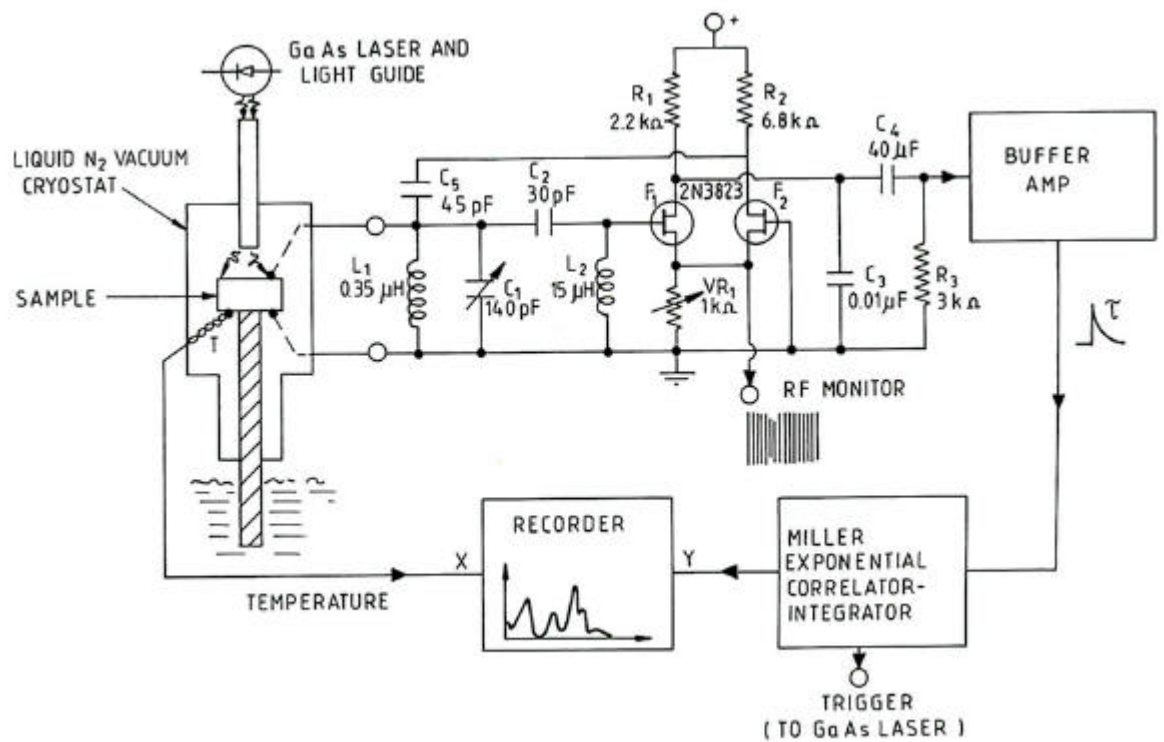 GaAs LASER AND
LIGHT GUIDE
LIQUID N₂ VACUUM
CRYOSTAT
SAMPLE
T
C₅
45 pF
C₂
30 pF
L₁
0.35 μH
C₁
140 pF
L₂
15 μH
+
R₁
2.2 kΩ
R₂
6.8 kΩ
F₁
2N3823
F₂
VR₁
1kΩ
C₄
40 μF
C₃
0.01 μF
R₃
3 kΩ
BUFFER
AMP
τ
RF MONITOR
RECORDER
X
Y
TEMPERATURE
MILLER
EXPONENTIAL
CORRELATOR-
INTEGRATOR
TRIGGER
( TO GaAs LASER )